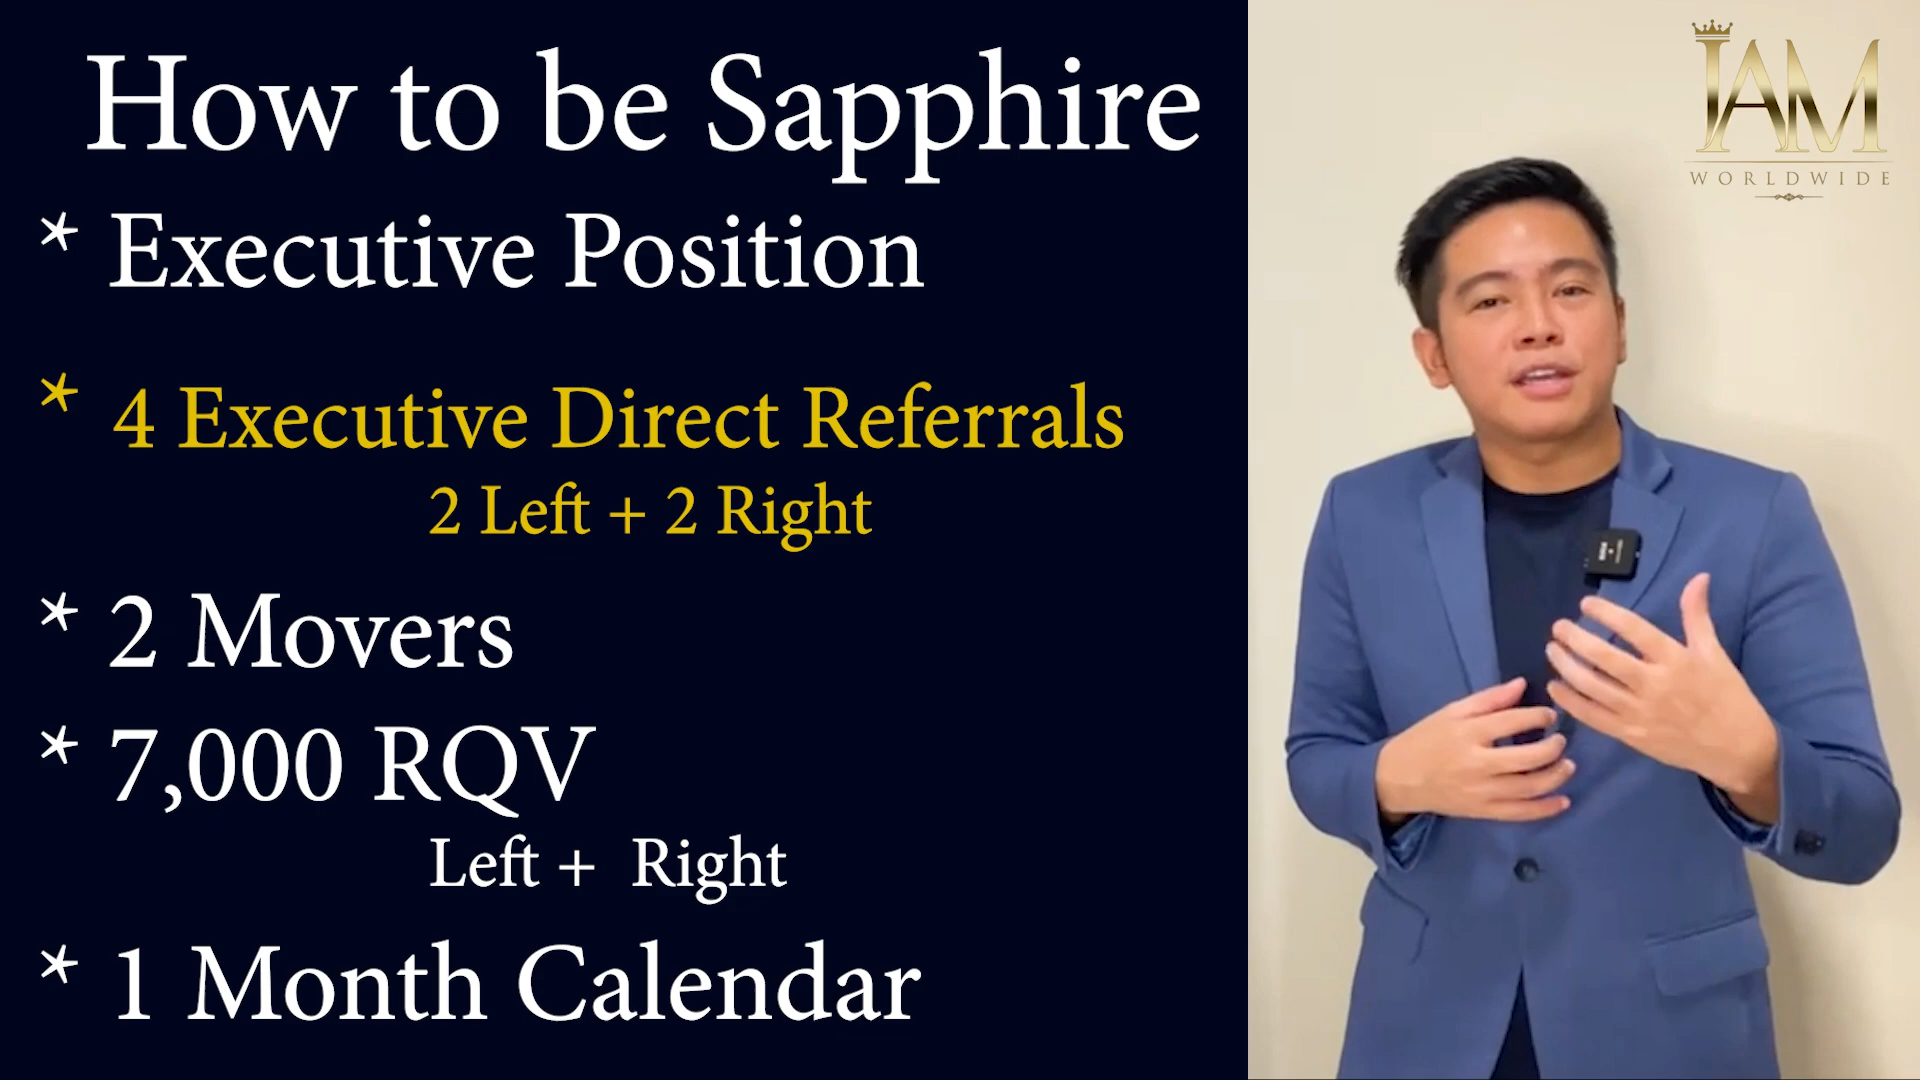 How to be Sapphire
* Executive Position
* 4 Executive Direct Referrals
2 Left + 2 Right
* 2 Movers
* 7,000 RQV
Left + Right
* 1 Month Calendar
IAM
WORLDWIDE